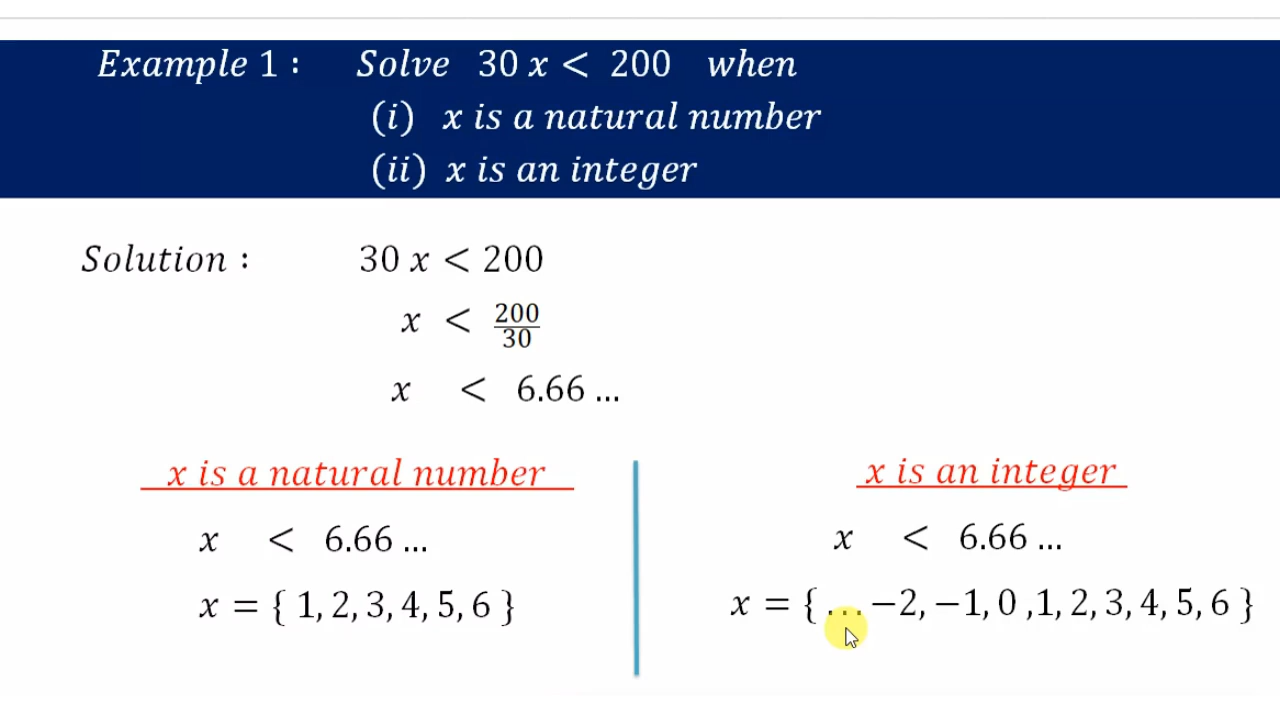 Example 1 : Solve 30 x < 200 when
(i) x is a natural number
(ii) x is an integer
Solution : 30 x < 200
x < 200/30
x < 6.66 ...
x is a natural number
x < 6.66 ...
x = { 1, 2, 3, 4, 5, 6 }
x is an integer
x < 6.66 ...
x = { ... −2, −1, 0 ,1, 2, 3, 4, 5, 6 }